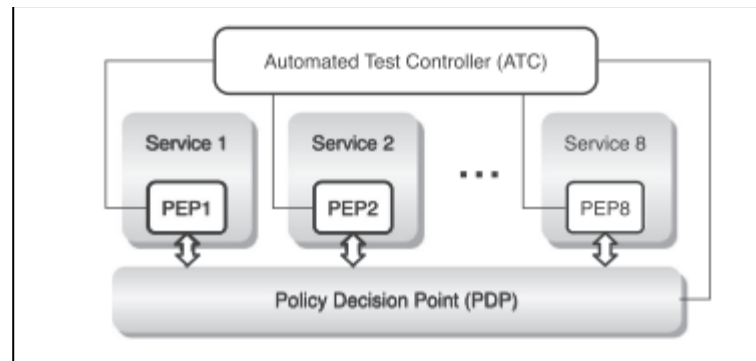 Automated Test Controller (ATC)
Service 1
Service 2
Service 8
...
PEP1
PEP2
PEP8
Policy Decision Point (PDP)